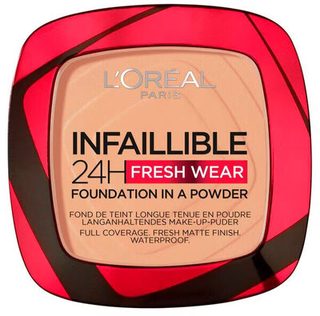 L'ORÉAL
PARIS
INFAILLIBLE
24H FRESH WEAR
FOUNDATION IN A POWDER
FOND DE TEINT LONGUE TENUE EN POUDRE
LANGANHALTENDES MAKE-UP-PUDER
FULL COVERAGE. FRESH MATTE FINISH.
WATERPROOF.